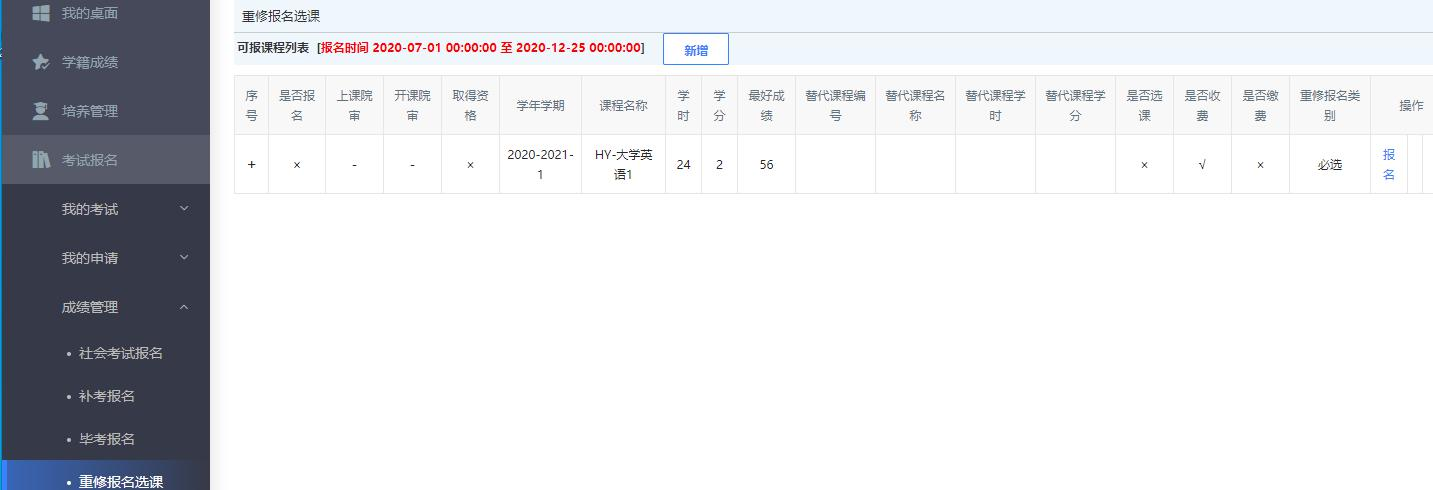 我的桌面
学籍成绩
培养管理
考试报名
我的考试
我的申请
成绩管理
• 社会考试报名
• 补考报名
• 毕考报名
• 重修报名选课
重修报名选课
可报课程列表 [报名时间 2020-07-01 00:00:00 至 2020-12-25 00:00:00] 新增
序号 是否报名 上课院审 开课院审 取得资格 学年学期 课程名称 学时 学分 最好成绩 替代课程编号 替代课程名称 替代课程学时 替代课程学分 是否选课 是否收费 是否缴费 重修报名类别 操作
+ × - - × 2020-2021-1 HY-大学英语1 24 2 56 × √ × 必选 报名